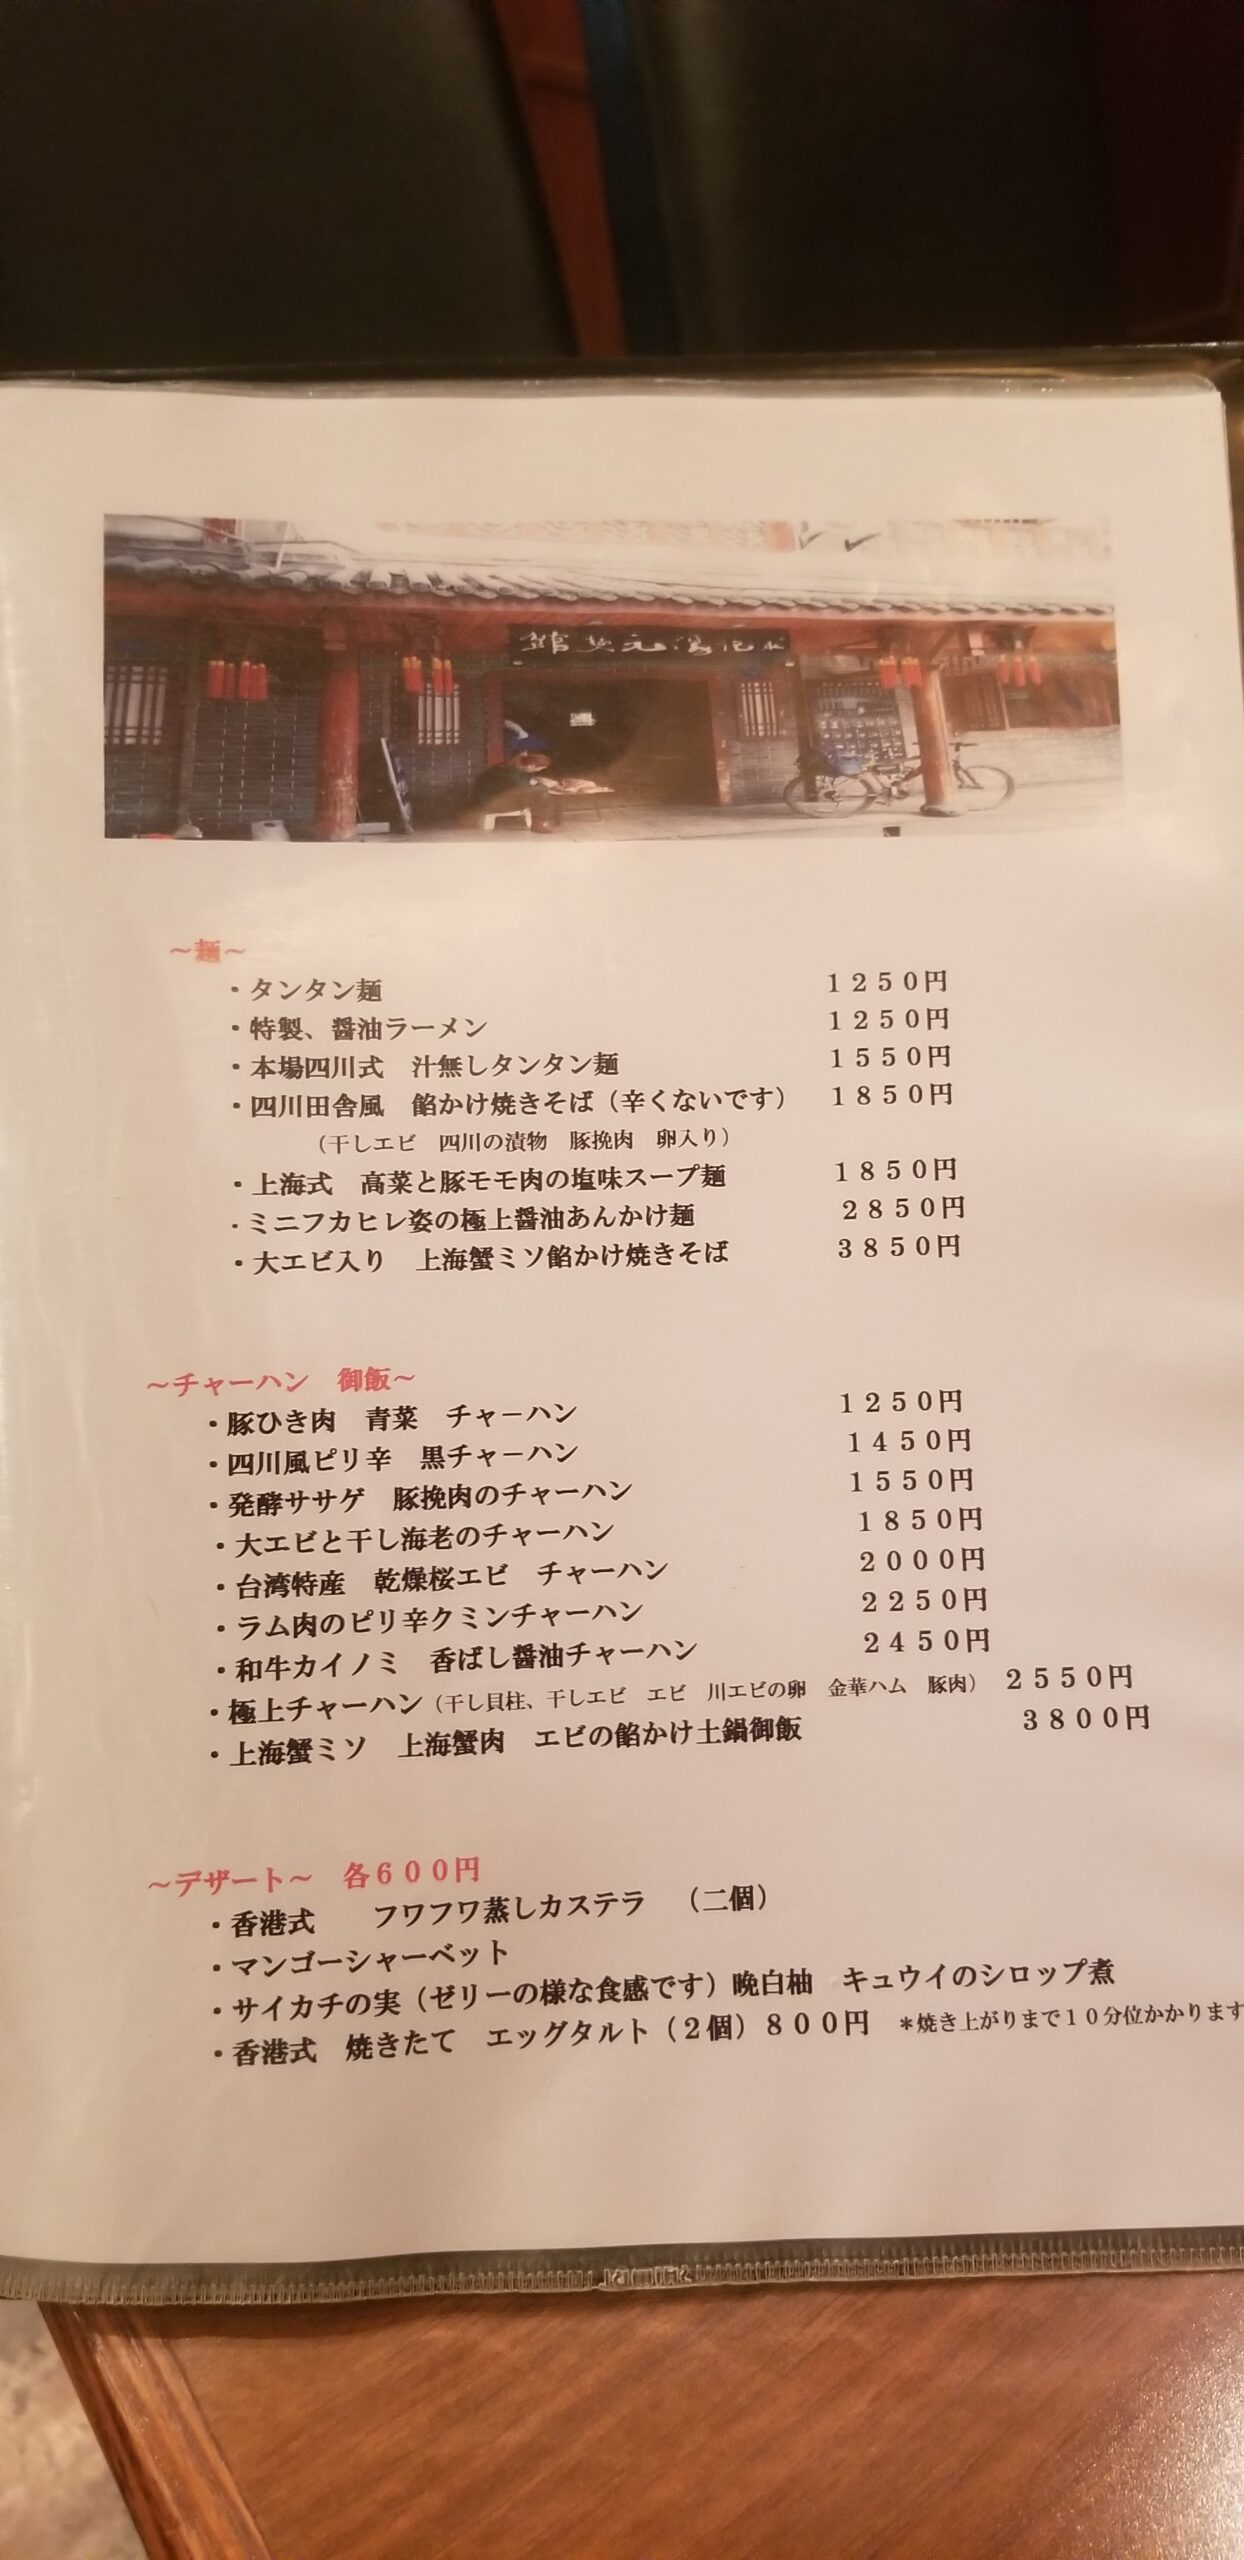 ～麺～
・タンタン麺　1250円
・特製、醤油ラーメン　1250円
・本場四川式　汁無しタンタン麺　1550円
・四川田舎風　餡かけ焼きそば（辛くないです）　1850円
（干しエビ　四川の漬物　豚挽肉　卵入り）
・上海式　高菜と豚モモ肉の塩味スープ麺　1850円
・ミニフカヒレ姿の極上醤油あんかけ麺　2850円
・大エビ入り　上海蟹ミソ餡かけ焼きそば　3850円
～チャーハン　御飯～
・豚ひき肉　青菜　チャーハン　1250円
・四川風ピリ辛　黒チャーハン　1450円
・発酵ササゲ　豚挽肉のチャーハン　1550円
・大エビと干し海老のチャーハン　1850円
・台湾特産　乾燥桜エビ　チャーハン　2000円
・ラム肉のピリ辛クミンチャーハン　2250円
・和牛カイノミ　香ばし醤油チャーハン　2450円
・極上チャーハン（干し貝柱、干しエビ　エビ　川エビの卵　金華ハム　豚肉）　2550円
・上海蟹ミソ　上海蟹肉　エビの餡かけ土鍋御飯　3800円
～デザート～　各600円
・香港式　フワフワ蒸しカステラ　（二個）
・マンゴーシャーベット
・サイカチの実（ゼリーの様な食感です）晩白柚　キュウイのシロップ煮
・香港式　焼きたて　エッグタルト（2個）800円　＊焼き上がりまで10分位かかります